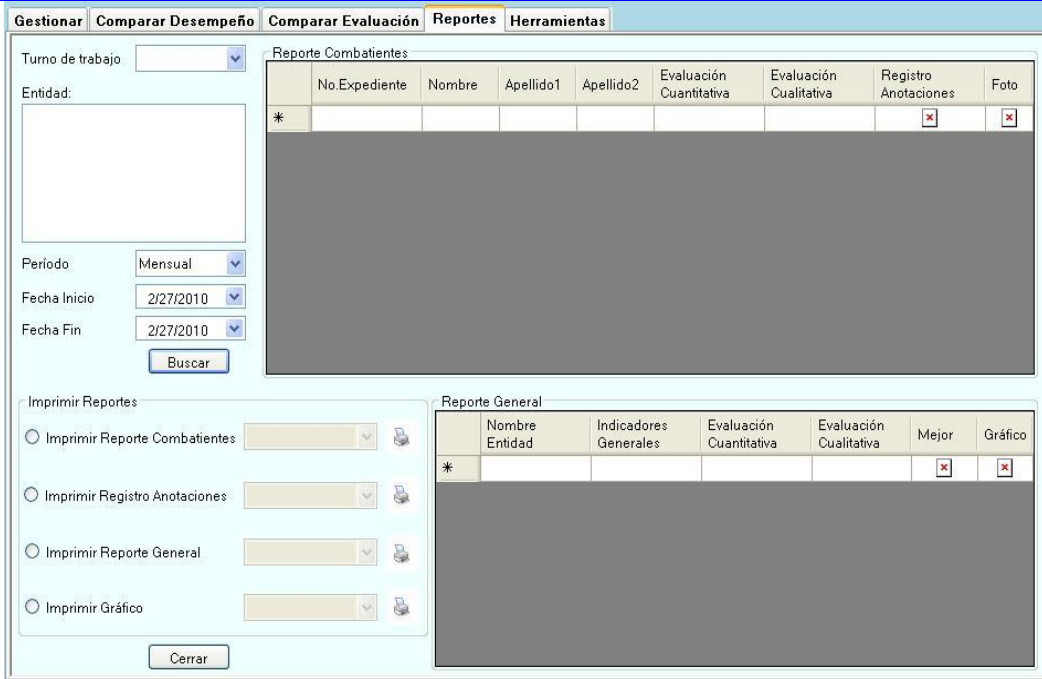 Gestionar Comparar Desempeño Comparar Evaluación Reportes Herramientas
Turno de trabajo
Entidad:
Período Mensual
Fecha Inicio 2/27/2010
Fecha Fin 2/27/2010
Buscar
Reporte Combatientes
No.Expediente Nombre Apellido1 Apellido2 Evaluación Cuantitativa Evaluación Cualitativa Registro Anotaciones Foto
*
Imprimir Reportes
Imprimir Reporte Combatientes
Imprimir Registro Anotaciones
Imprimir Reporte General
Imprimir Gráfico
Cerrar
Reporte General
Nombre Entidad Indicadores Generales Evaluación Cuantitativa Evaluación Cualitativa Mejor Gráfico
*